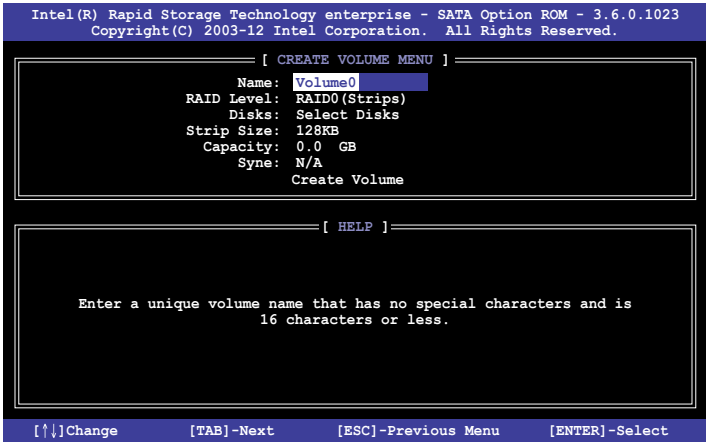 Intel(R) Rapid Storage Technology enterprise - SATA Option ROM - 3.6.0.1023
Copyright(C) 2003-12 Intel Corporation. All Rights Reserved.
[ CREATE VOLUME MENU ]
Name: Volume0
RAID Level: RAID0(Strips)
Disks: Select Disks
Strip Size: 128KB
Capacity: 0.0 GB
Syne: N/A
Create Volume
[ HELP ]
Enter a unique volume name that has no special characters and is
16 characters or less.
[↑↓]Change [TAB]-Next [ESC]-Previous Menu [ENTER]-Select